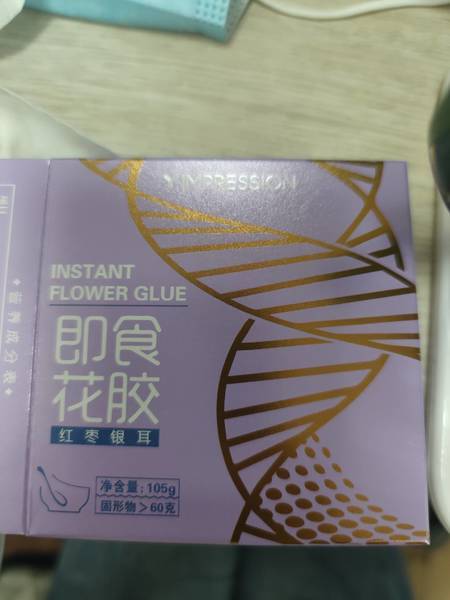 IMPRESSION
INSTANT
FLOWER GLUE
即食
花胶
红枣银耳
净含量:105g
固形物>60克